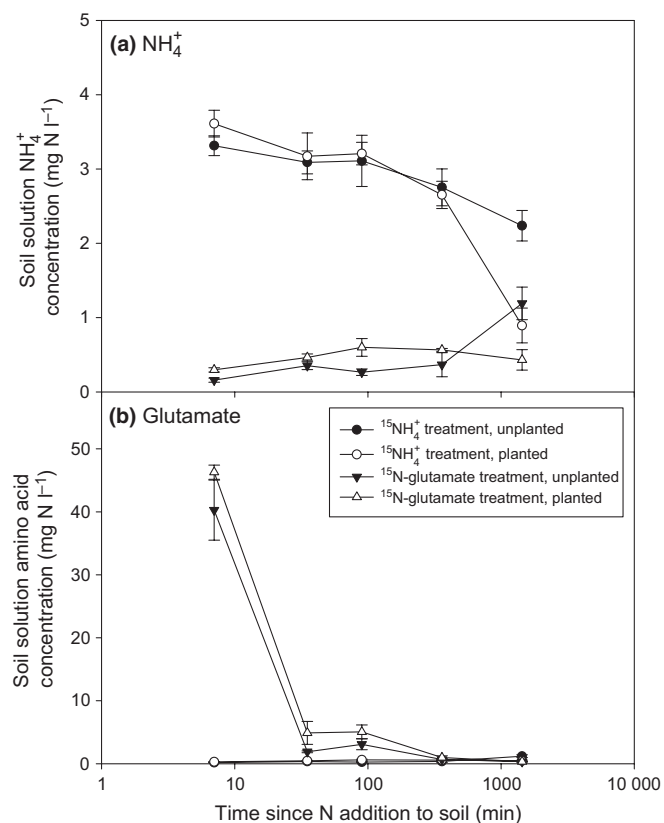 (a) NH₄⁺
Soil solution NH₄⁺
concentration (mg N l⁻¹)
5
4
3
2
1
0
(b) Glutamate
¹⁵NH₄⁺ treatment, unplanted
¹⁵NH₄⁺ treatment, planted
¹⁵N-glutamate treatment, unplanted
¹⁵N-glutamate treatment, planted
Soil solution amino acid
concentration (mg N l⁻¹)
50
40
30
20
10
0
1 10 100 1000 10 000
Time since N addition to soil (min)